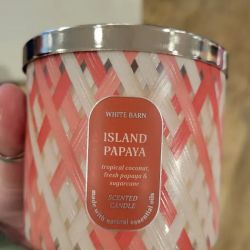 WHITE BARN
ISLAND
PAPAYA
tropical coconut,
fresh papaya &
sugarcane
SCENTED
CANDLE
made with natural essential oils